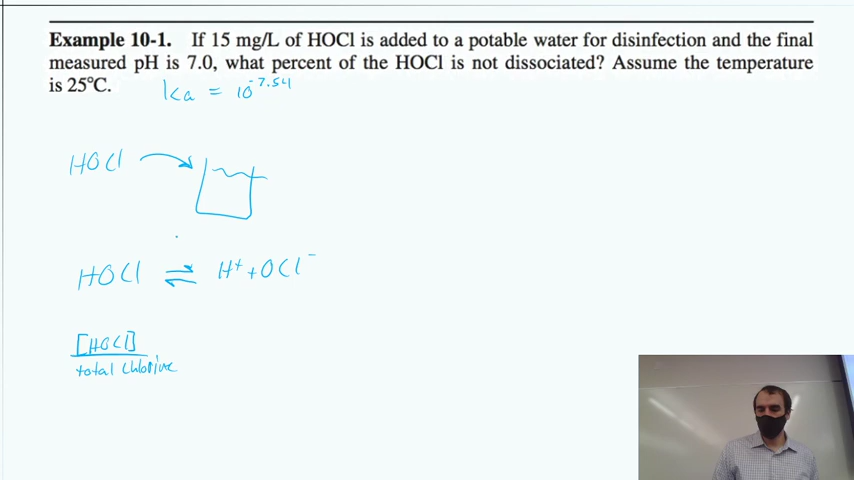 Example 10-1. If 15 mg/L of HOCl is added to a potable water for disinfection and the final
measured pH is 7.0, what percent of the HOCl is not dissociated? Assume the temperature
is 25°C.
Ka = 10^-7.54
HOCl
HOCl ⇌ H⁺ + OCl⁻
[HOCl]
total chlorine